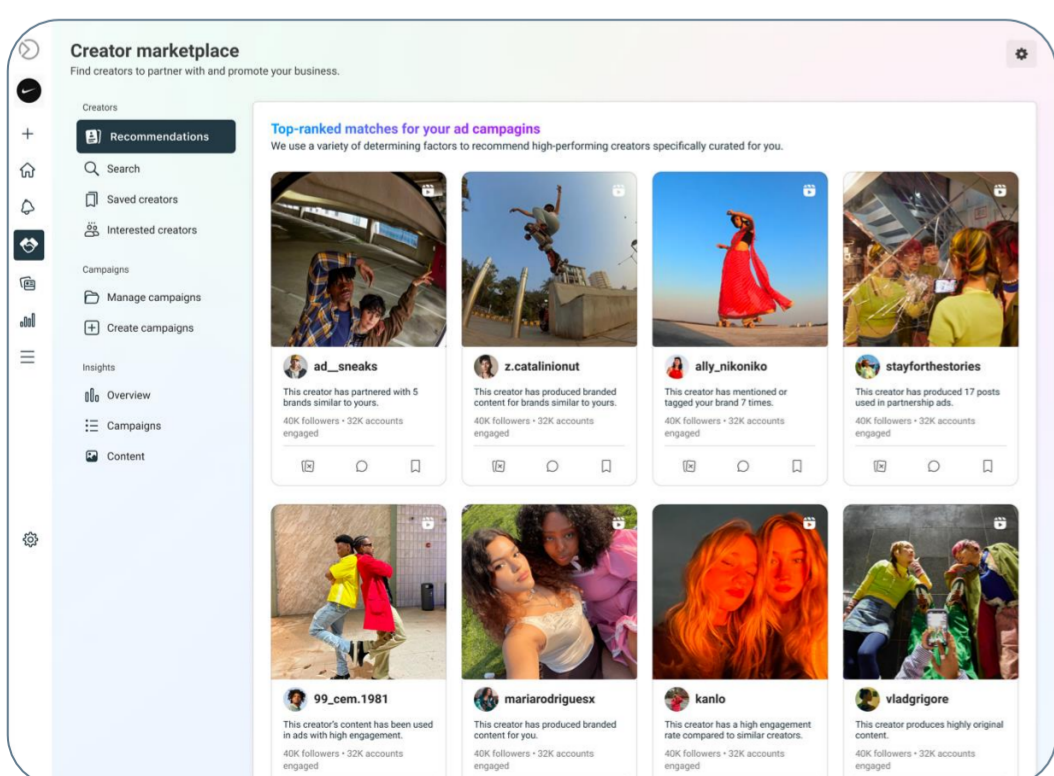 Creator marketplace
Find creators to partner with and promote your business.
Creators
Recommendations
Search
Saved creators
Interested creators
Campaigns
Manage campaigns
Create campaigns
Insights
Overview
Campaigns
Content
Top-ranked matches for your ad campagins
We use a variety of determining factors to recommend high-performing creators specifically curated for you.
ad__sneaks
This creator has partnered with 5
brands similar to yours.
40K followers • 32K accounts
engaged
z.catalinionut
This creator has produced branded
content for brands similar to yours.
40K followers • 32K accounts
engaged
ally_nikoniko
This creator has mentioned or
tagged your brand 7 times.
40K followers • 32K accounts
engaged
stayforthestories
This creator has produced 17 posts
used in partnership ads.
40K followers • 32K accounts
engaged
99_cem.1981
This creator's content has been used
in ads with high engagement.
40K followers • 32K accounts
engaged
mariarodriguesx
This creator has produced branded
content for you.
40K followers • 32K accounts
engaged
kanlo
This creator has a high engagement
rate compared to similar creators.
40K followers • 32K accounts
engaged
vladgrigore
This creator produces highly original
content.
40K followers • 32K accounts
engaged